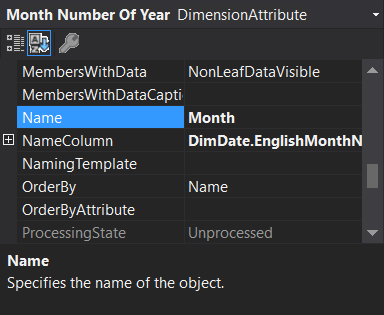 Month Number Of Year DimensionAttribute
MembersWithData NonLeafDataVisible
MembersWithDataCaptic
Name Month
NameColumn DimDate.EnglishMonthN
NamingTemplate
OrderBy Name
OrderByAttribute
ProcessingState Unprocessed
Name
Specifies the name of the object.